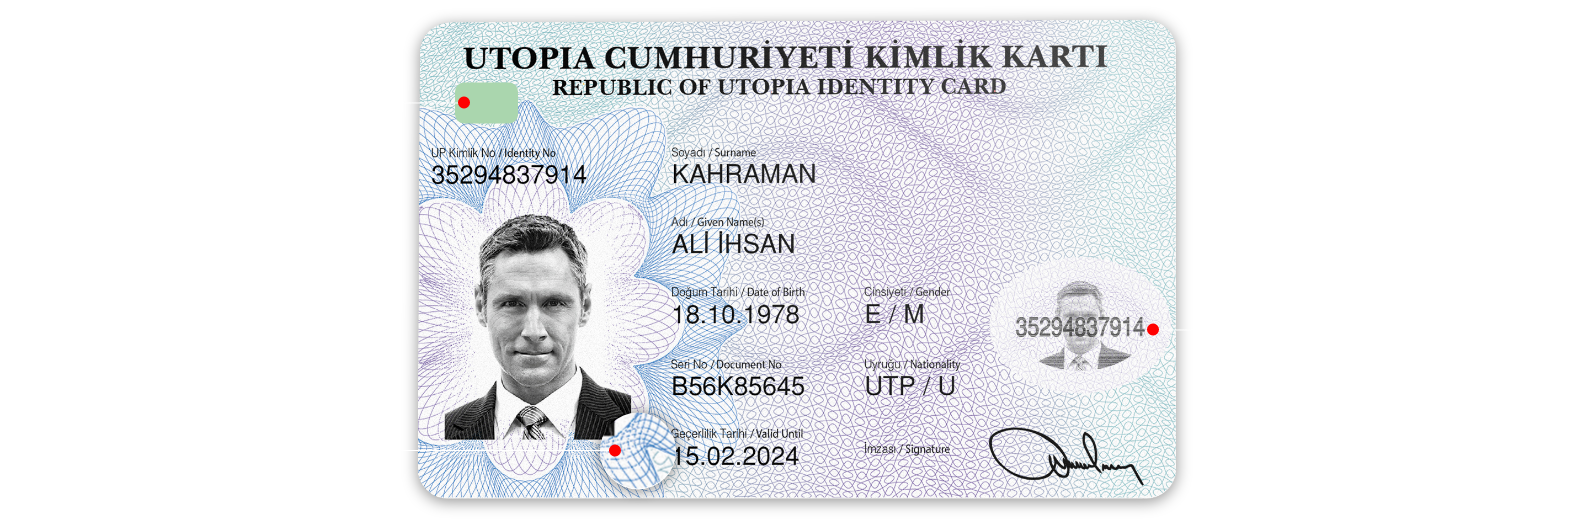 UTOPIA CUMHURİYETİ KİMLİK KARTI
REPUBLIC OF UTOPIA IDENTITY CARD
UP Kimlik No / Identity No
35294837914
Soyadı / Surname
KAHRAMAN
Adı / Given Name(s)
ALİ İHSAN
Doğum Tarihi / Date of Birth
18.10.1978
Cinsiyeti / Gender
E / M
35294837914
Seri No / Document No
B56K85645
Uyruğu / Nationality
UTP / U
Geçerlilik Tarihi / Valid Until
15.02.2024
İmzası / Signature